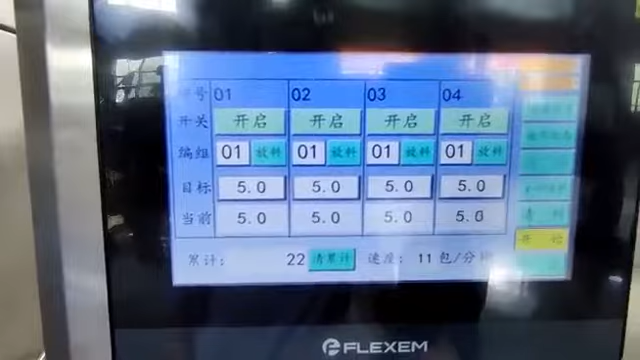 号 01 02 03 04
开关 开启 开启 开启 开启
编组 01 放料 01 放料 01 放料 01 放料
目标 5.0 5.0 5.0 5.0
当前 5.0 5.0 5.0 5.0
累计: 22 清累计 速度: 11 包/分钟
开 始
FLEXEM